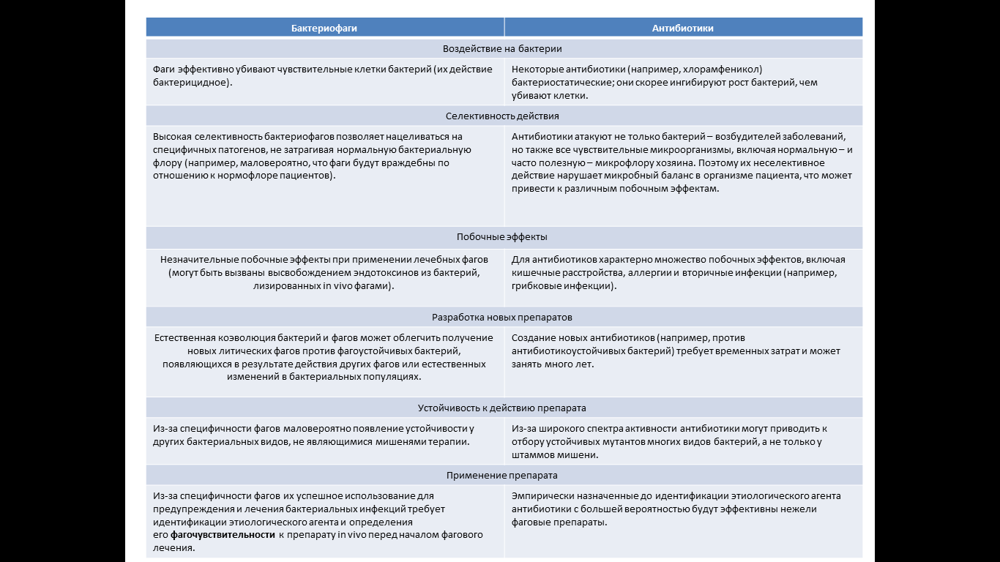 Бактериофаги
Антибиотики
Воздействие на бактерии
Фаги эффективно убивают чувствительные клетки бактерий (их действие
бактерицидное).
Некоторые антибиотики (например, хлорамфеникол)
бактериостатические; они скорее ингибируют рост бактерий, чем
убивают клетки.
Селективность действия
Высокая селективность бактериофагов позволяет нацеливаться на
специфичных патогенов, не затрагивая нормальную бактериальную
флору (например, маловероятно, что фаги будут враждебны по
отношению к нормофлоре пациентов).
Антибиотики атакуют не только бактерий – возбудителей заболеваний,
но также все чувствительные микроорганизмы, включая нормальную – и
часто полезную – микрофлору хозяина. Поэтому их неселективное
действие нарушает микробный баланс в организме пациента, что может
привести к различным побочным эффектам.
Побочные эффекты
Незначительные побочные эффекты при применении лечебных фагов
(могут быть вызваны высвобождением эндотоксинов из бактерий,
лизированных in vivo фагами).
Для антибиотиков характерно множество побочных эффектов, включая
кишечные расстройства, аллергии и вторичные инфекции (например,
грибковые инфекции).
Разработка новых препаратов
Естественная коэволюция бактерий и фагов может облегчить получение
новых литических фагов против фагоустойчивых бактерий,
появляющихся в результате действия других фагов или естественных
изменений в бактериальных популяциях.
Создание новых антибиотиков (например, против
антибиотикоустойчивых бактерий) требует временных затрат и может
занять много лет.
Устойчивость к действию препарата
Из-за специфичности фагов маловероятно появление устойчивости у
других бактериальных видов, не являющимися мишенями терапии.
Из-за широкого спектра активности антибиотики могут приводить к
отбору устойчивых мутантов многих видов бактерий, а не только у
штаммов мишени.
Применение препарата
Из-за специфичности фагов их успешное использование для
предупреждения и лечения бактериальных инфекций требует
идентификации этиологического агента и определения
его фагочувствительности к препарату in vivo перед началом фагового
лечения.
Эмпирически назначенные до идентификации этиологического агента
антибиотики с большей вероятностью будут эффективны нежели
фаговые препараты.